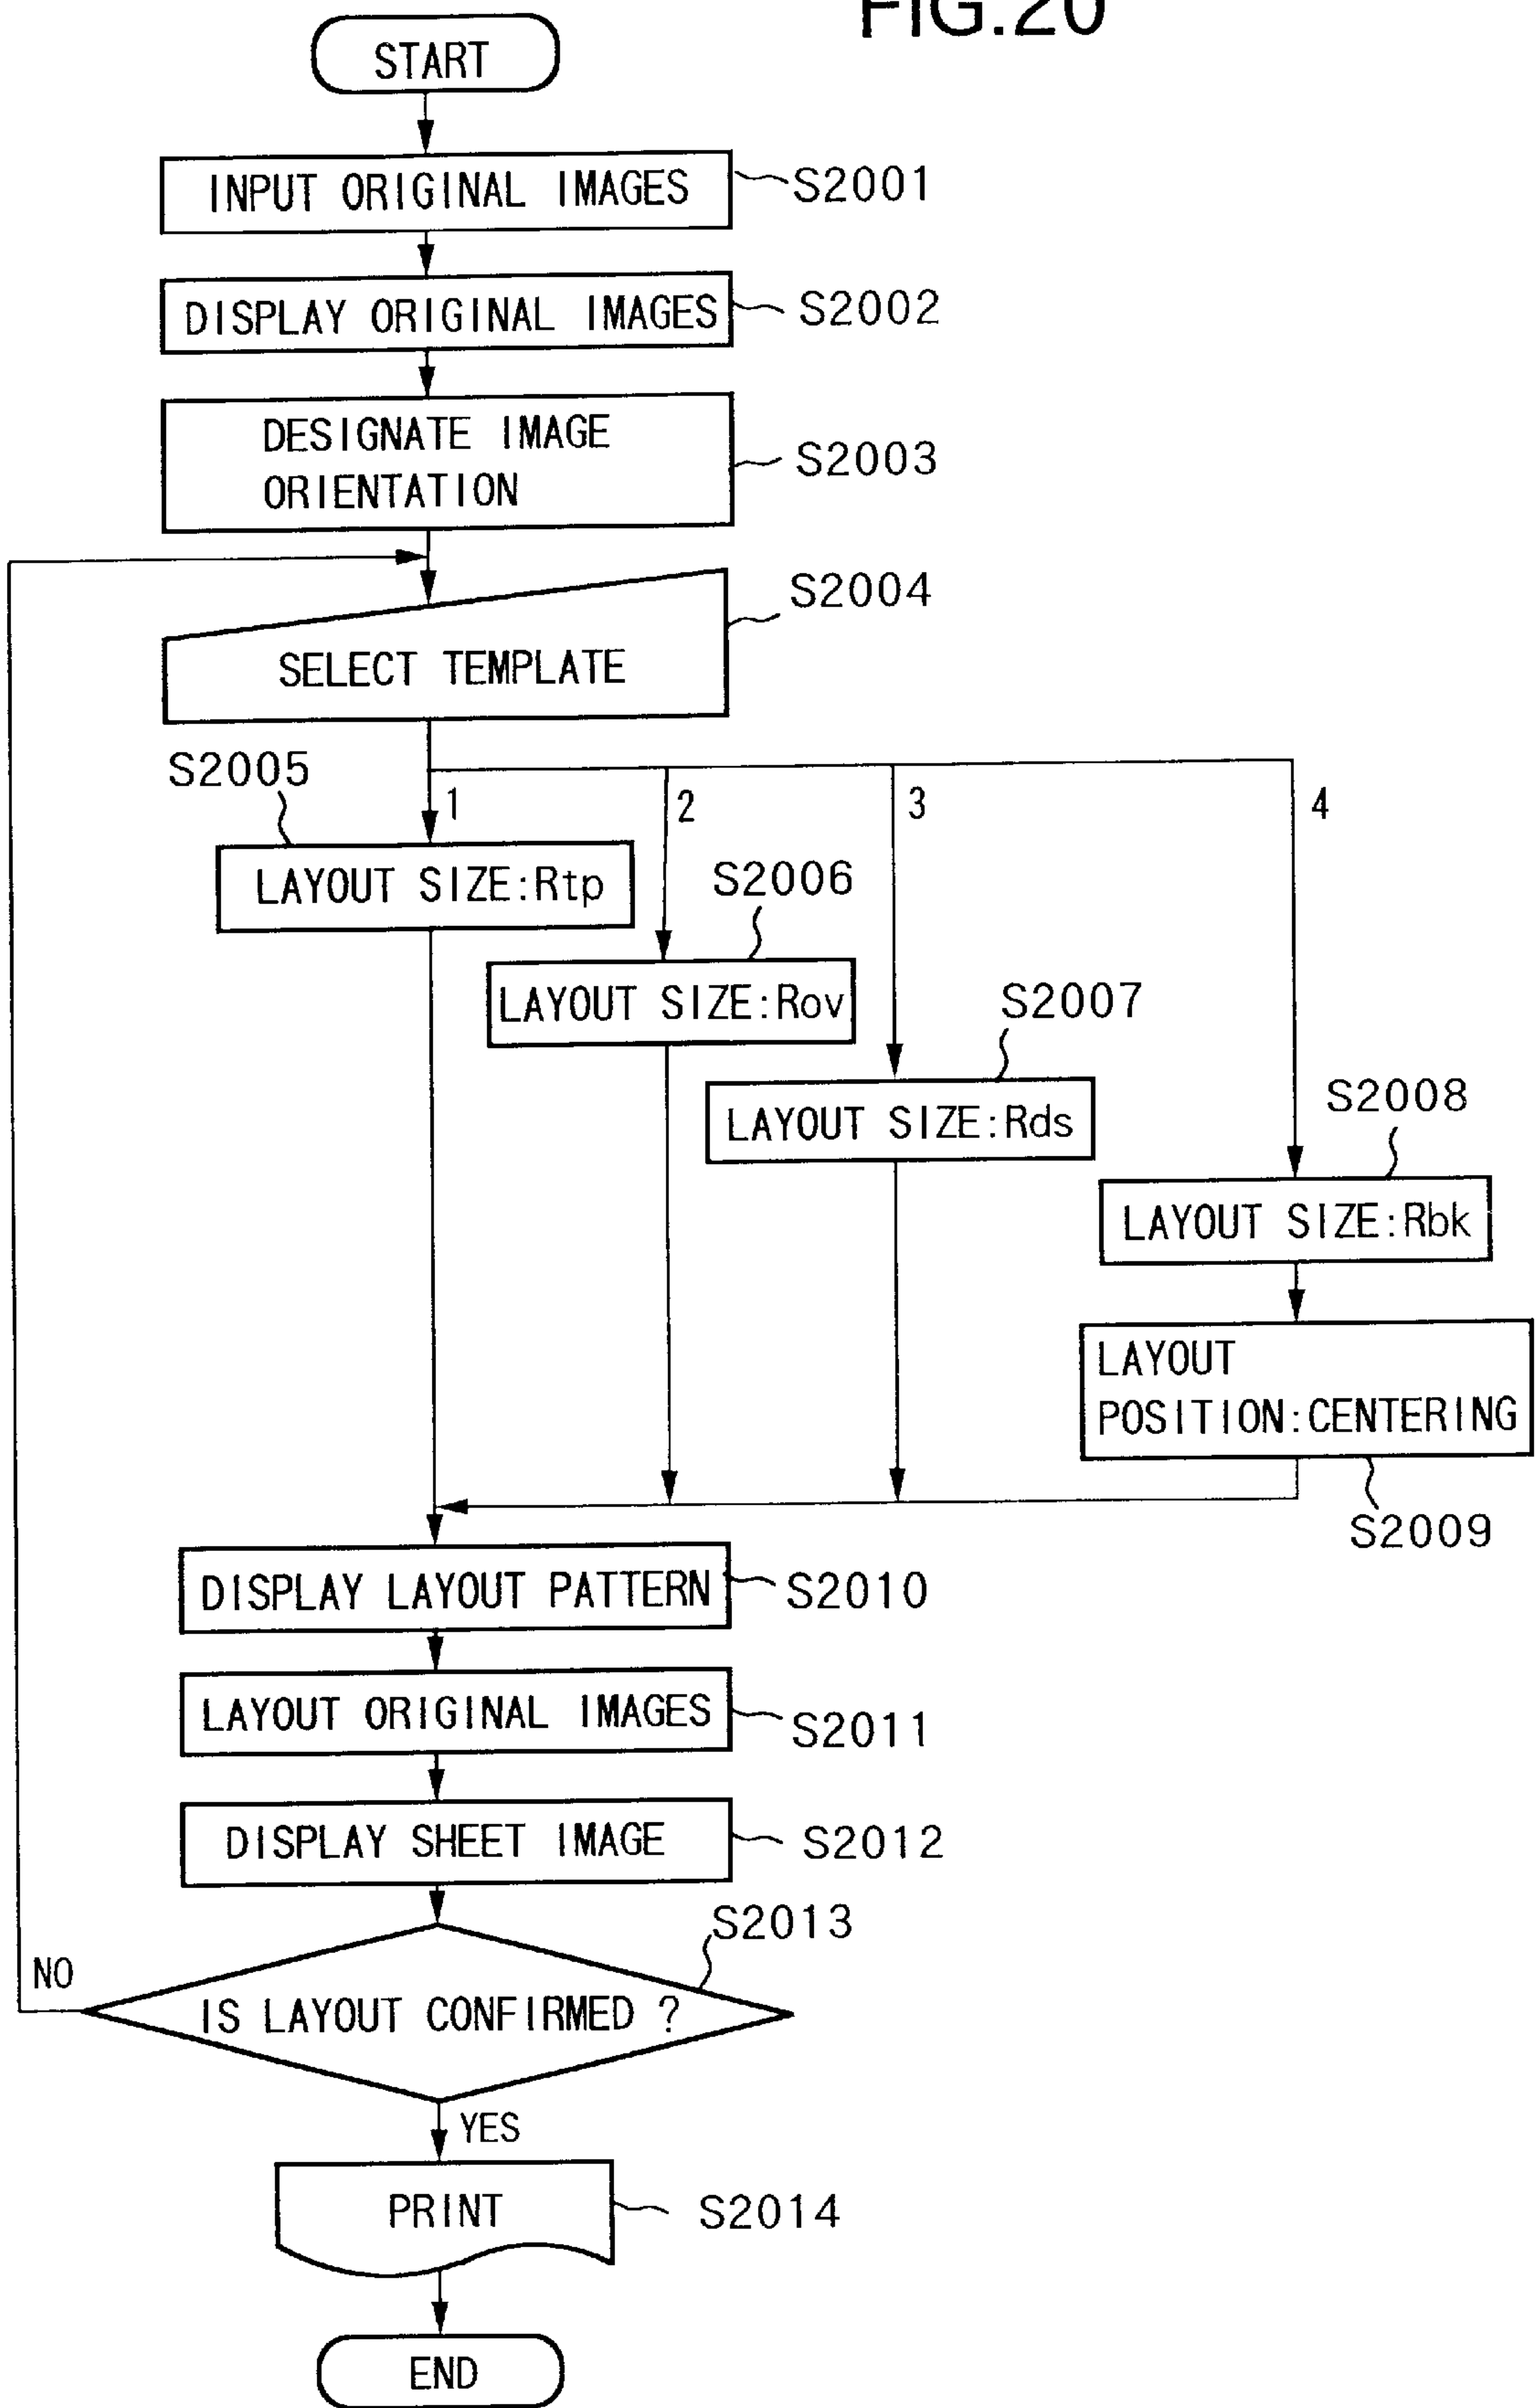 FIG.20
START
INPUT ORIGINAL IMAGES
S2001
DISPLAY ORIGINAL IMAGES
S2002
DESIGNATE IMAGE
ORIENTATION
S2003
SELECT TEMPLATE
S2004
1
2
3
4
S2005
LAYOUT SIZE:Rtp
S2006
LAYOUT SIZE:Rov
S2007
LAYOUT SIZE:Rds
S2008
LAYOUT SIZE:Rbk
LAYOUT
POSITION:CENTERING
S2009
DISPLAY LAYOUT PATTERN
S2010
LAYOUT ORIGINAL IMAGES
S2011
DISPLAY SHEET IMAGE
S2012
S2013
IS LAYOUT CONFIRMED ?
NO
YES
PRINT
S2014
END